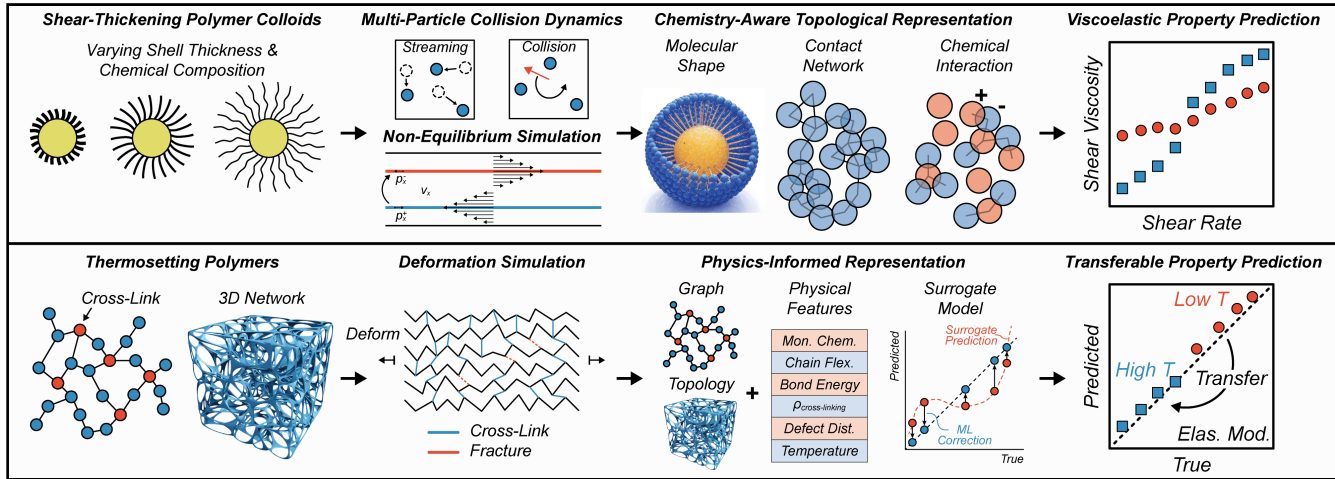 Shear-Thickening Polymer Colloids
Varying Shell Thickness &
Chemical Composition
Multi-Particle Collision Dynamics
Streaming
Collision
Non-Equilibrium Simulation
pₓ
vₓ
pₓ
Chemistry-Aware Topological Representation
Molecular
Shape
Contact
Network
Chemical
Interaction
+
-
Viscoelastic Property Prediction
Shear Viscosity
Shear Rate
Thermosetting Polymers
Cross-Link
3D Network
Deformation Simulation
Deform
Cross-Link
Fracture
Physics-Informed Representation
Graph
Topology
+
Physical
Features
Mon. Chem.
Chain Flex.
Bond Energy
ρcross-linking
Defect Dist.
Temperature
Surrogate
Model
Predicted
Surrogate
Prediction
ML
Correction
True
Transferable Property Prediction
Predicted
Low T
High T
Transfer
Elas. Mod.
True